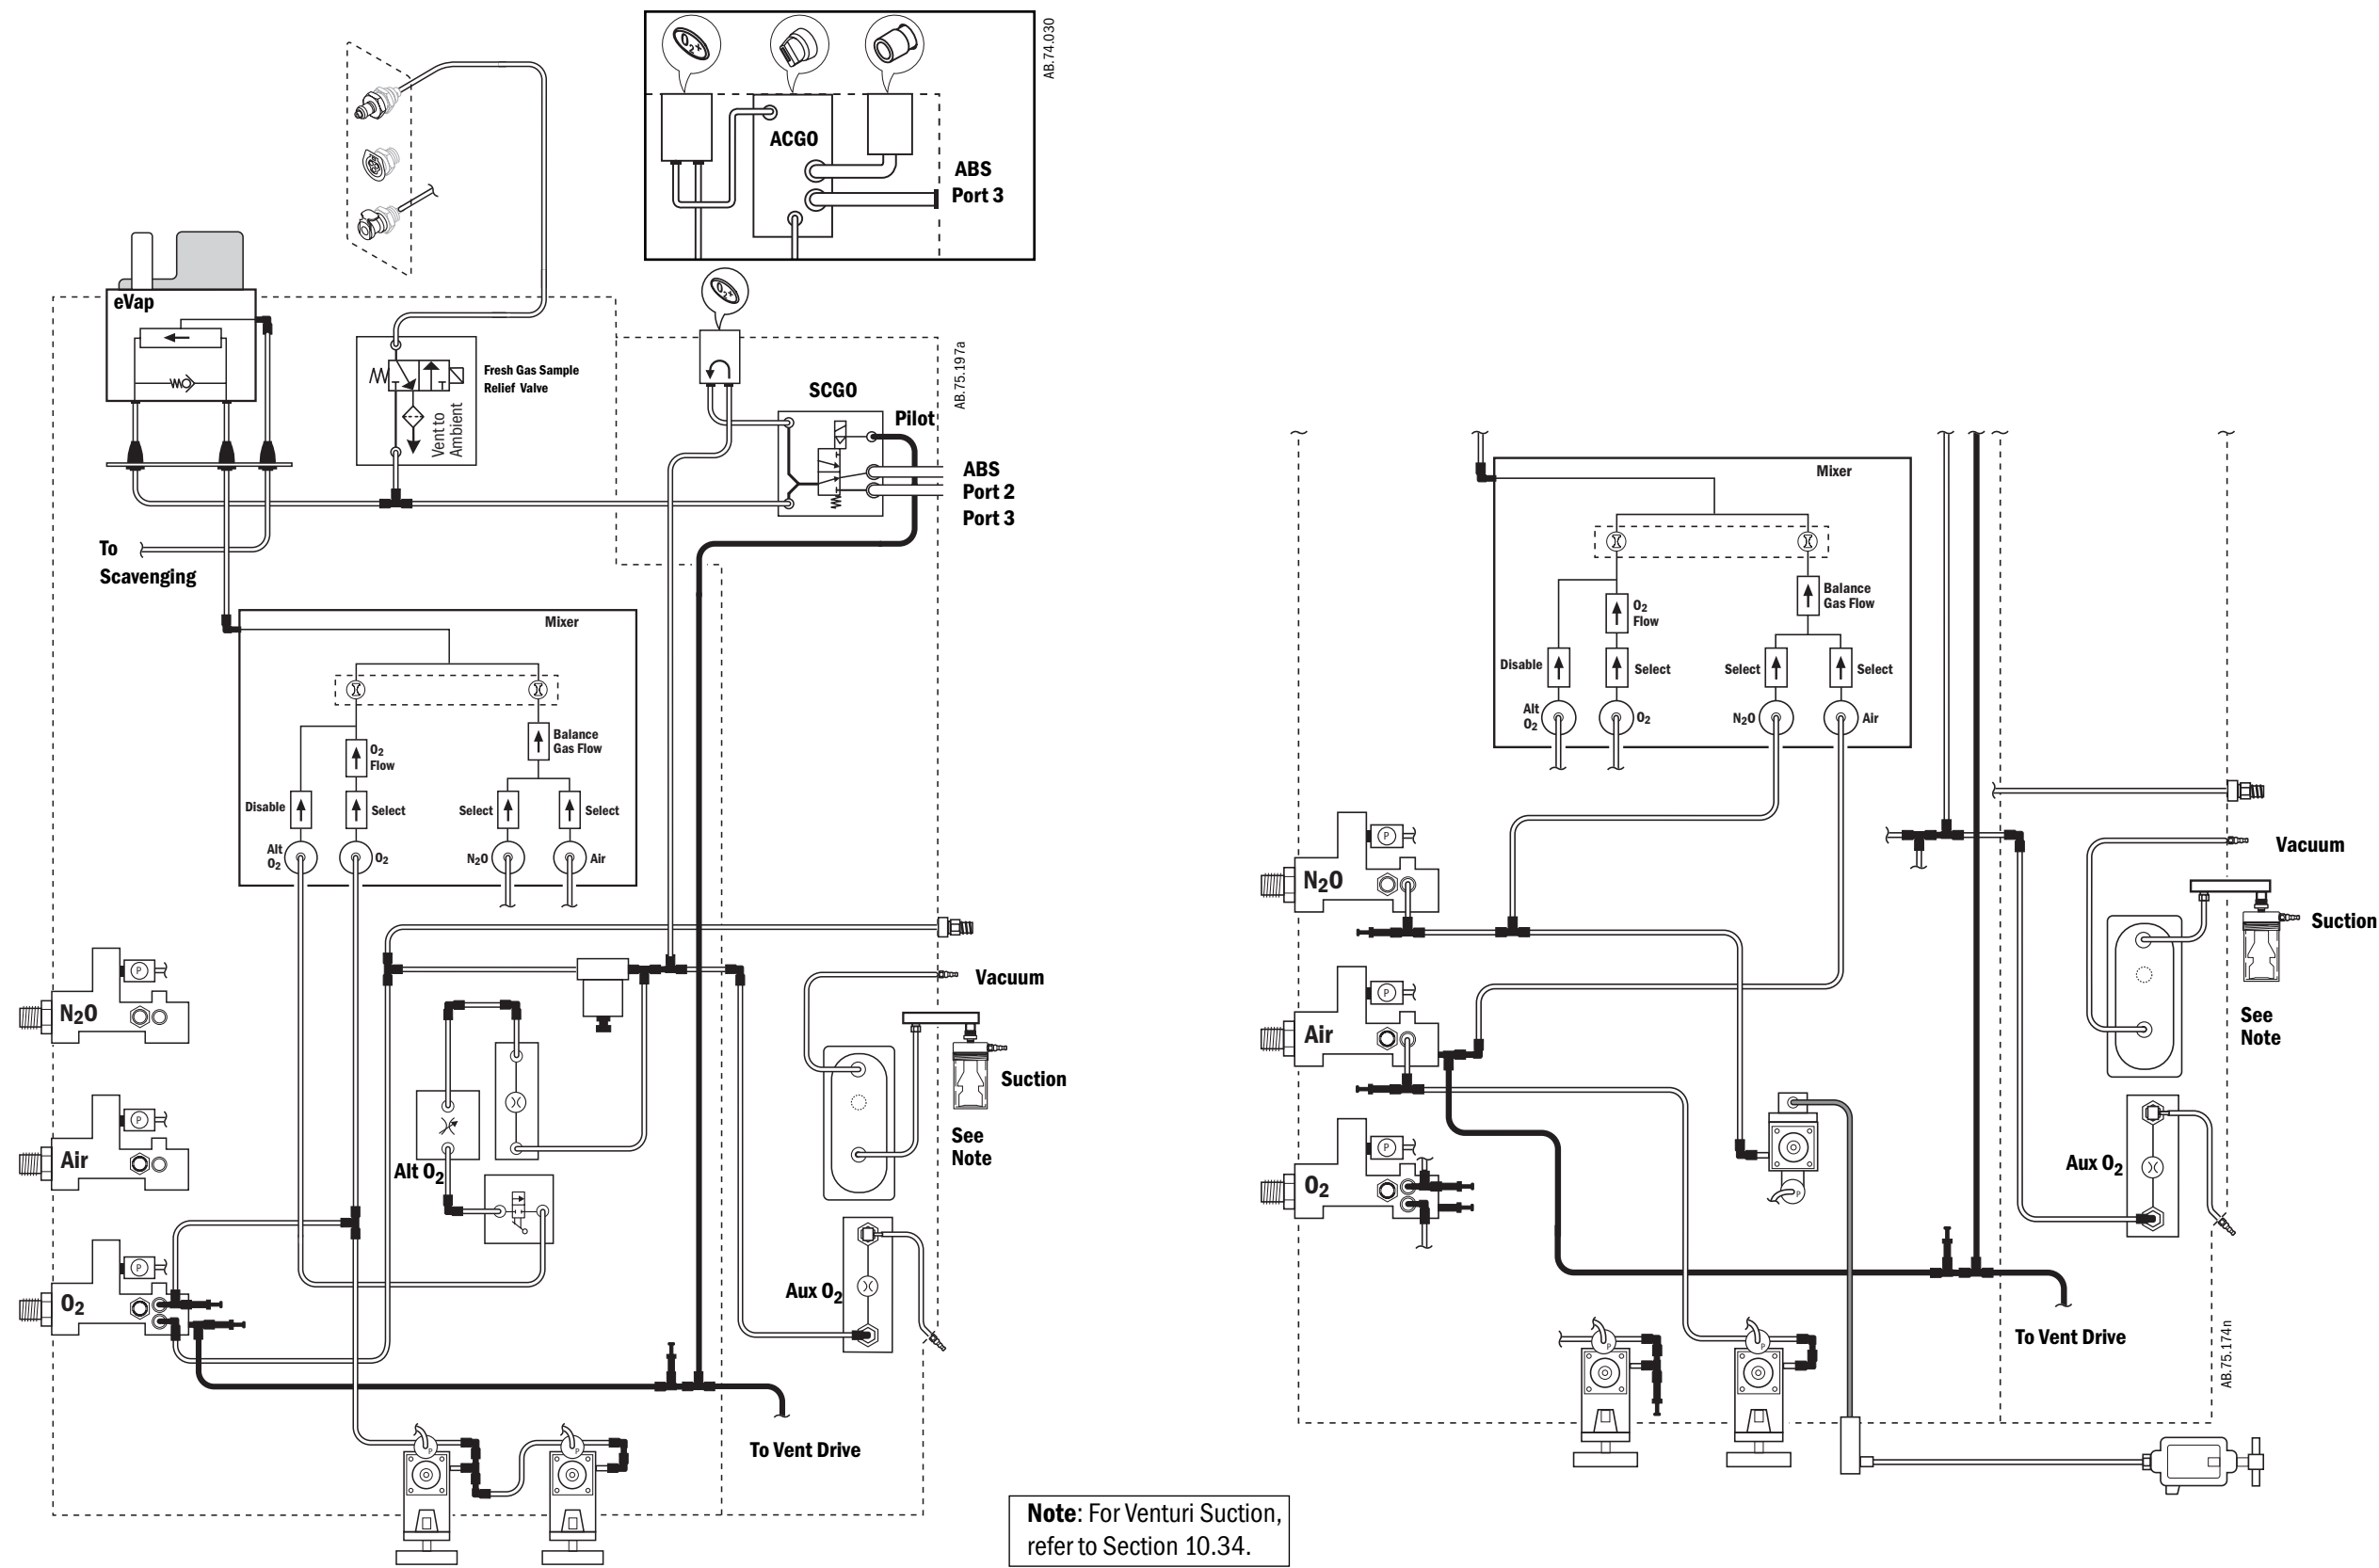 O2+
AB.74.030
ACGO
ABS
Port 3
eVap
Fresh Gas Sample
Relief Valve
Vent to
Ambient
O2+
AB.75.197a
SCGO
Pilot
ABS
Port 2
Port 3
To
Scavenging
Mixer
Balance
Gas Flow
O2
Flow
Disable
Select
Select
Select
Alt
O2
O2
N2O
Air
P
N2O
Vacuum
Suction
See
Note
P
Air
Alt O2
P
O2
Aux O2
To Vent Drive
P
P
Mixer
Balance
Gas Flow
O2
Flow
Disable
Select
Select
Select
Alt
O2
O2
N2O
Air
P
N2O
Vacuum
Suction
See
Note
P
Air
P
O2
P
Aux O2
To Vent Drive
AB.75.174n
P
P
Note: For Venturi Suction,
refer to Section 10.34.